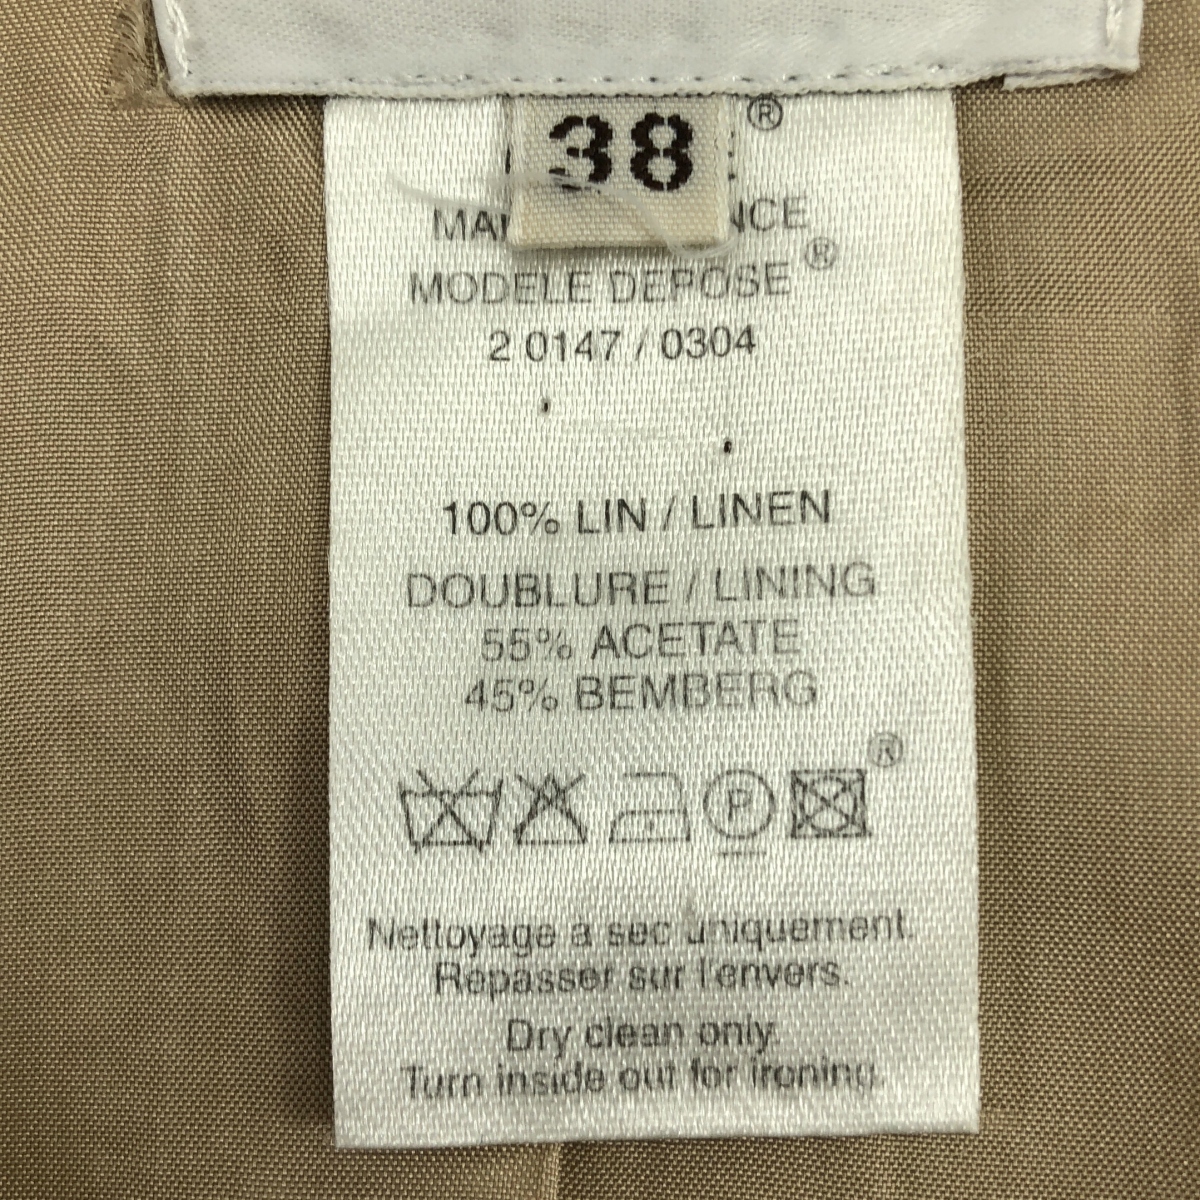 ®
38
MODELE DEPOSE ®
2 0147 / 0304
100% LIN / LINEN
DOUBLURE / LINING
55% ACETATE
45% BEMBERG
®
P
Nettoyage a sec uniquement.
Repasser sur l'envers.
Dry clean only.
Turn inside out for ironing.